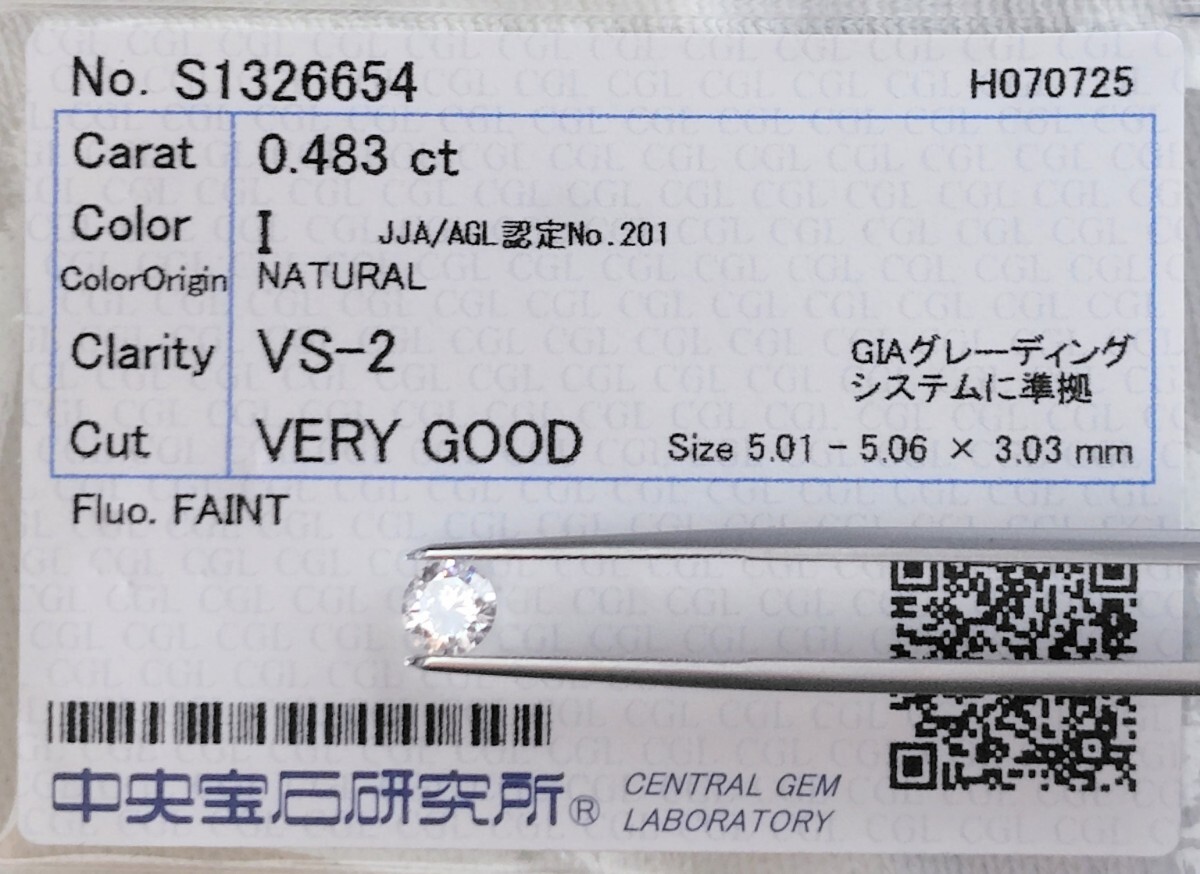 No. S1326654 H070725
Carat 0.483 ct
Color I JJA/AGL認定No.201
ColorOrigin NATURAL
Clarity VS-2 GIAグレーディング
システムに準拠
Cut VERY GOOD Size 5.01 - 5.06 × 3.03 mm
Fluo. FAINT
中央宝石研究所® CENTRAL GEM
LABORATORY